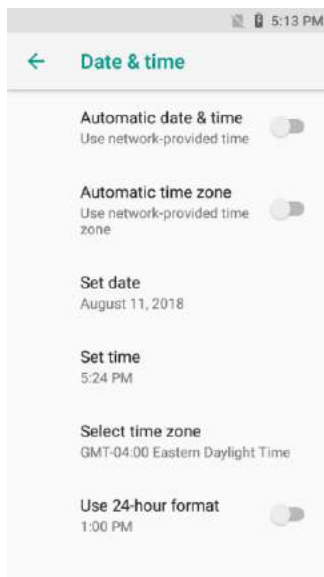 5:13 PM
Date & time
Automatic date & time
Use network-provided time
Automatic time zone
Use network-provided time
zone
Set date
August 11, 2018
Set time
5:24 PM
Select time zone
GMT-04:00 Eastern Daylight Time
Use 24-hour format
1:00 PM